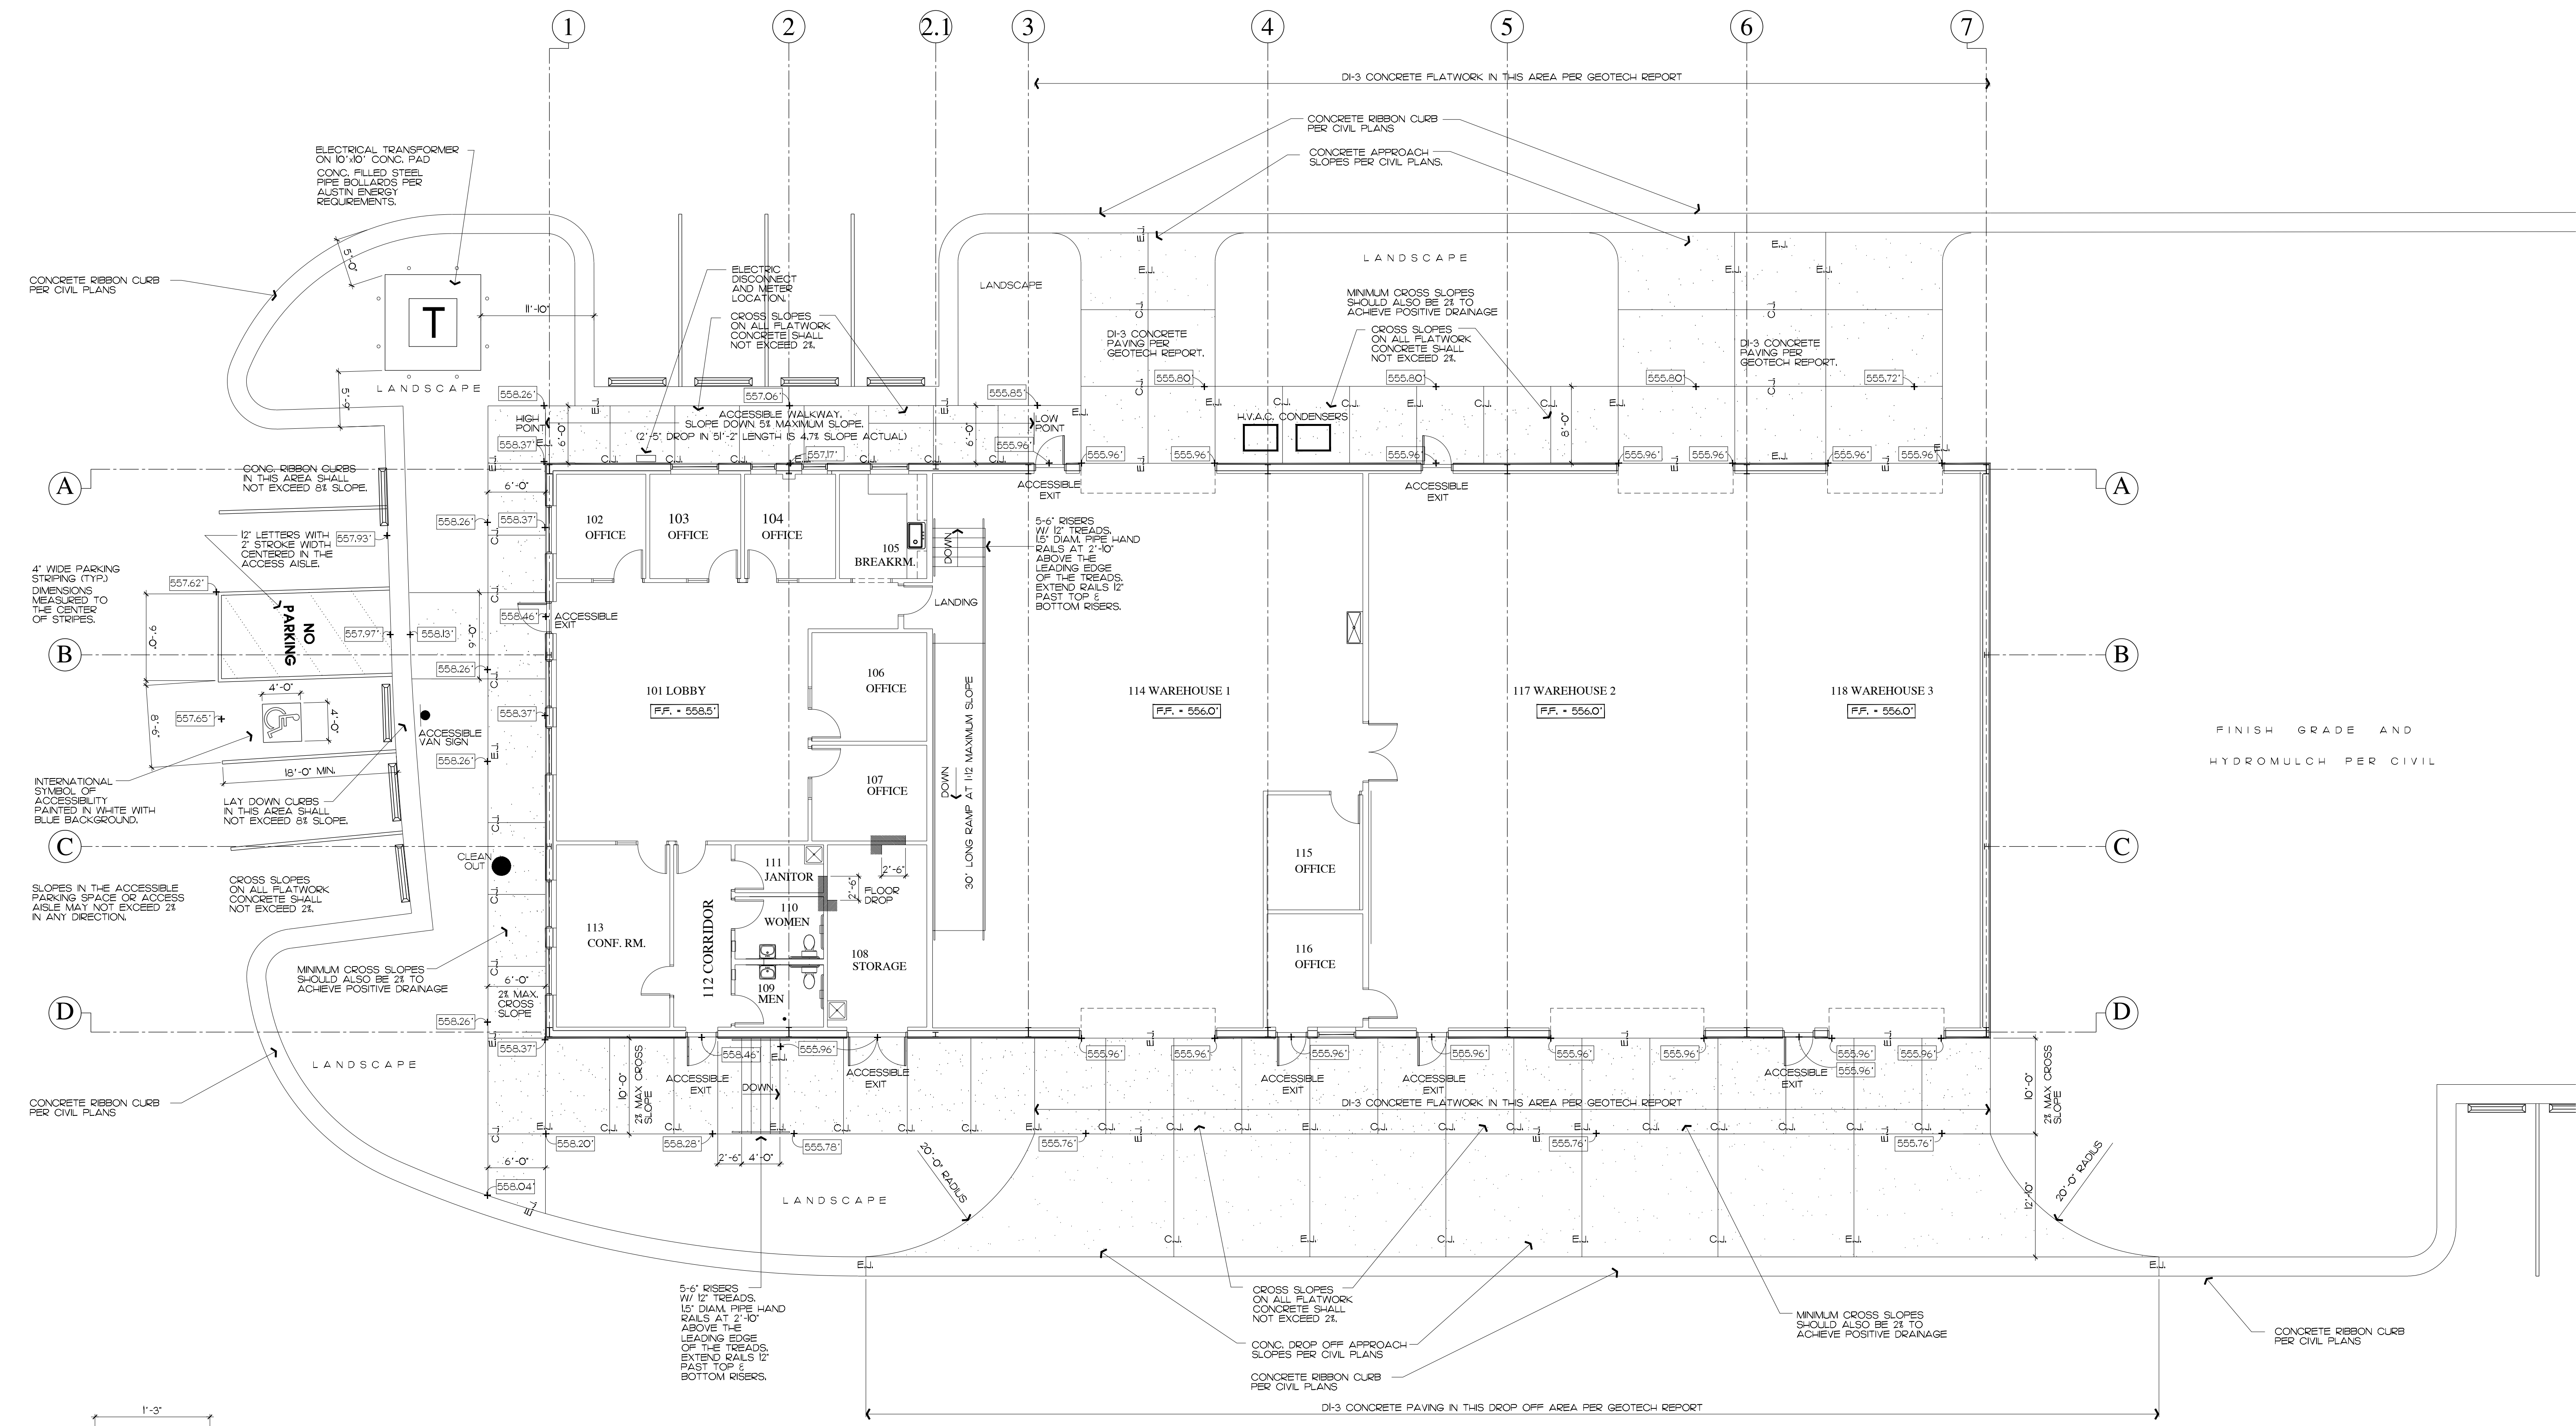 1
2
2.1
3
4
5
6
7
DI-3 CONCRETE FLATWORK IN THIS AREA PER GEOTECH REPORT
CONCRETE RIBBON CURB
PER CIVIL PLANS
CONCRETE APPROACH
SLOPES PER CIVIL PLANS.
ELECTRICAL TRANSFORMER
ON 10'x10' CONC. PAD
CONC. FILLED STEEL
PIPE BOLLARDS PER
AUSTIN ENERGY
REQUIREMENTS.
5'-0"
CONCRETE RIBBON CURB
PER CIVIL PLANS
T
11'-10"
5'-6"
LANDSCAPE
ELECTRIC
DISCONNECT
AND METER
LOCATION.
CROSS SLOPES
ON ALL FLATWORK
CONCRETE SHALL
NOT EXCEED 2%.
LANDSCAPE
LANDSCAPE
E.J.
E.J.
E.J.
E.J.
E.J.
C.J.
C.J.
MINIMUM CROSS SLOPES
SHOULD ALSO BE 2% TO
ACHIEVE POSITIVE DRAINAGE
CROSS SLOPES
ON ALL FLATWORK
CONCRETE SHALL
NOT EXCEED 2%.
DI-3 CONCRETE
PAVING PER
GEOTECH REPORT.
DI-3 CONCRETE
PAVING PER
GEOTECH REPORT.
558.26'
557.06'
555.85'
555.80'
555.80'
555.80'
555.72'
C.J.
C.J.
HIGH
POINT
E.J.
6'-0"
ACCESSIBLE WALKWAY.
SLOPE DOWN 5% MAXIMUM SLOPE.
(2'-5" DROP IN 51'-2" LENGTH IS 4.7% SLOPE ACTUAL)
E.J.
6'-0"
LOW
POINT
E.J.
E.J.
C.J.
C.J.
E.J.
C.J.
C.J.
E.J.
H.V.A.C. CONDENSERS
8'-0"
558.37'
E.J.
E.J.
C.J.
C.J.
C.J.
E.J.
557.17'
C.J.
C.J.
C.J.
555.96'
555.96'
E.J.
555.96'
555.96'
555.96'
E.J.
555.96'
E.J.
555.96'
E.J.
555.96'
E.J.
A
CONC. RIBBON CURBS
IN THIS AREA SHALL
NOT EXCEED 8% SLOPE.
6'-0"
ACCESSIBLE
EXIT
ACCESSIBLE
EXIT
A
558.26'
558.37'
C.J.
102
OFFICE
103
OFFICE
104
OFFICE
105
BREAKRM.
DOWN
5-6" RISERS
W/ 12" TREADS.
1.5" DIAM. PIPE HAND
RAILS AT 2'-10"
ABOVE THE
LEADING EDGE
OF THE TREADS.
EXTEND RAILS 12"
PAST TOP &
BOTTOM RISERS.
12" LETTERS WITH
2" STROKE WIDTH
CENTERED IN THE
ACCESS AISLE.
557.93'
4" WIDE PARKING
STRIPING (TYP.)
DIMENSIONS
MEASURED TO
THE CENTER
OF STRIPES.
557.62'
9'-0"
NO
PARKING
557.97'
558.13'
9'-0"
C.J.
558.46'
ACCESSIBLE
EXIT
LANDING
B
B
558.26'
C.J.
106
OFFICE
101 LOBBY
F.F. = 558.5'
114 WAREHOUSE 1
F.F. = 556.0'
117 WAREHOUSE 2
F.F. = 556.0'
118 WAREHOUSE 3
F.F. = 556.0'
8'-6"
557.65'
4'-0"
4'-0"
558.37'
ACCESSIBLE
VAN SIGN
558.26'
E.J.
18'-0" MIN.
FINISH GRADE AND
HYDROMULCH PER CIVIL
INTERNATIONAL
SYMBOL OF
ACCESSIBILITY
PAINTED IN WHITE WITH
BLUE BACKGROUND.
LAY DOWN CURBS
IN THIS AREA SHALL
NOT EXCEED 8% SLOPE.
107
OFFICE
DOWN
30' LONG RAMP AT 1:12 MAXIMUM SLOPE
C.J.
C
C
CLEAN
OUT
C.J.
111
JANITOR
2'-6"
2'-6"
FLOOR
DROP
115
OFFICE
SLOPES IN THE ACCESSIBLE
PARKING SPACE OR ACCESS
AISLE MAY NOT EXCEED 2%
IN ANY DIRECTION.
CROSS SLOPES
ON ALL FLATWORK
CONCRETE SHALL
NOT EXCEED 2%.
110
WOMEN
113
CONF. RM.
112 CORRIDOR
108
STORAGE
116
OFFICE
109
MEN
MINIMUM CROSS SLOPES
SHOULD ALSO BE 2% TO
ACHIEVE POSITIVE DRAINAGE
C.J.
6'-0"
2% MAX.
CROSS
SLOPE
D
D
558.26'
E.J.
558.37'
558.46'
E.J.
555.96'
555.96'
E.J.
555.96'
555.96'
555.96'
555.96'
E.J.
555.96'
555.96'
E.J.
555.96'
555.96'
LANDSCAPE
10'-0"
2% MAX CROSS
SLOPE
ACCESSIBLE
EXIT
DOWN
ACCESSIBLE
EXIT
ACCESSIBLE
EXIT
ACCESSIBLE
EXIT
ACCESSIBLE
EXIT
10'-0"
2% MAX CROSS
SLOPE
CONCRETE RIBBON CURB
PER CIVIL PLANS
DI-3 CONCRETE FLATWORK IN THIS AREA PER GEOTECH REPORT
C.J.
E.J.
C.J.
C.J.
E.J.
C.J.
C.J.
C.J.
E.J.
C.J.
E.J.
C.J.
E.J.
C.J.
C.J.
C.J.
E.J.
C.J.
C.J.
C.J.
E.J.
C.J.
558.20'
558.28'
555.78'
555.76'
555.76'
555.76'
6'-0"
2'-6"
4'-0"
558.04'
E.J.
LANDSCAPE
20'-0" RADIUS
12'-10"
20'-0" RADIUS
C.J.
E.J.
C.J.
E.J.
C.J.
E.J.
E.J.
E.J.
5-6" RISERS
W/ 12" TREADS.
1.5" DIAM. PIPE HAND
RAILS AT 2'-10"
ABOVE THE
LEADING EDGE
OF THE TREADS.
EXTEND RAILS 12"
PAST TOP &
BOTTOM RISERS.
CROSS SLOPES
ON ALL FLATWORK
CONCRETE SHALL
NOT EXCEED 2%.
CONC. DROP OFF APPROACH
SLOPES PER CIVIL PLANS
CONCRETE RIBBON CURB
PER CIVIL PLANS
MINIMUM CROSS SLOPES
SHOULD ALSO BE 2% TO
ACHIEVE POSITIVE DRAINAGE
CONCRETE RIBBON CURB
PER CIVIL PLANS
DI-3 CONCRETE PAVING IN THIS DROP OFF AREA PER GEOTECH REPORT
1'-3"